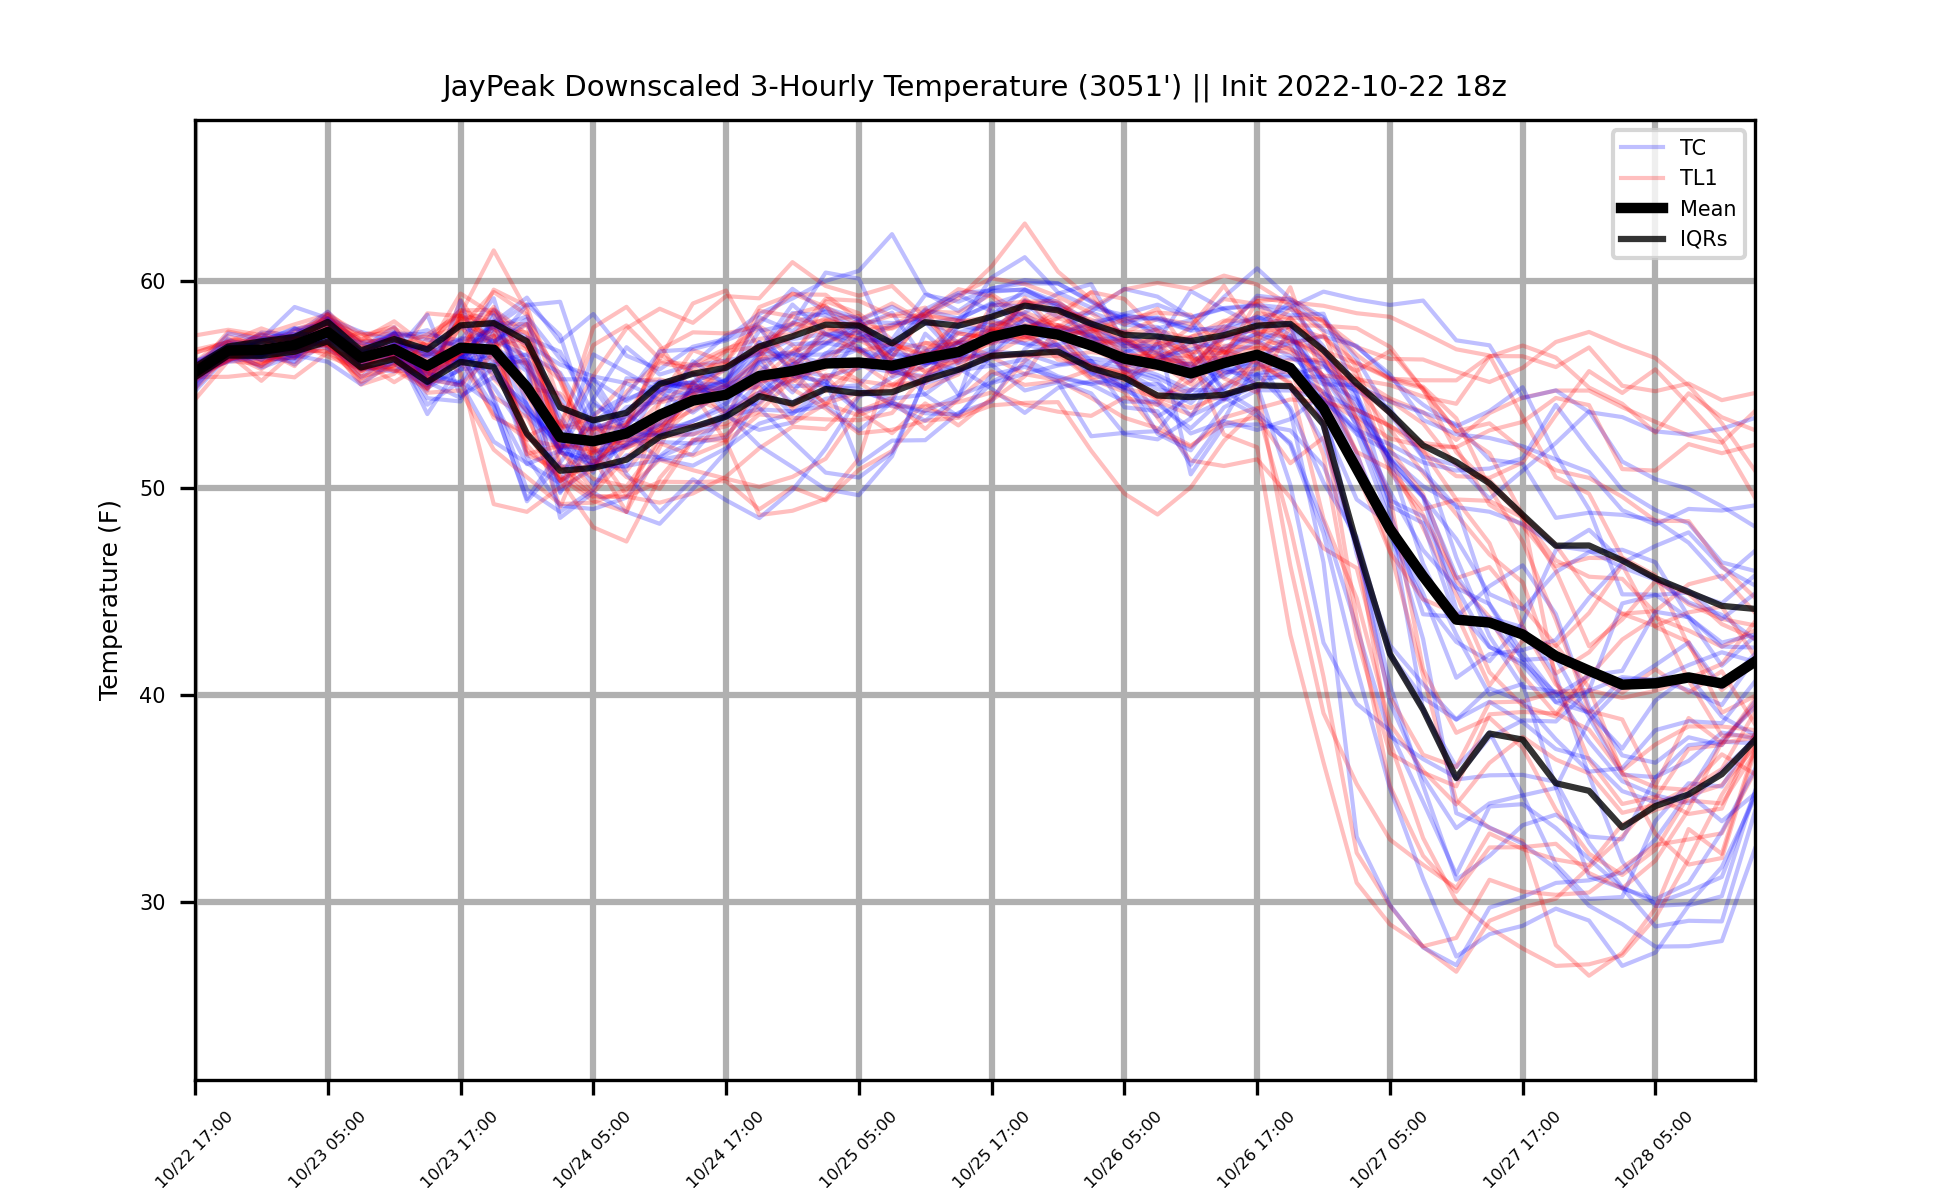 JayPeak Downscaled 3-Hourly Temperature (3051') || Init 2022-10-22 18z
TC
TL1
Mean
IQRs
Temperature (F)
60
50
40
30
10/22 17:00
10/23 05:00
10/23 17:00
10/24 05:00
10/24 17:00
10/25 05:00
10/25 17:00
10/26 05:00
10/26 17:00
10/27 05:00
10/27 17:00
10/28 05:00